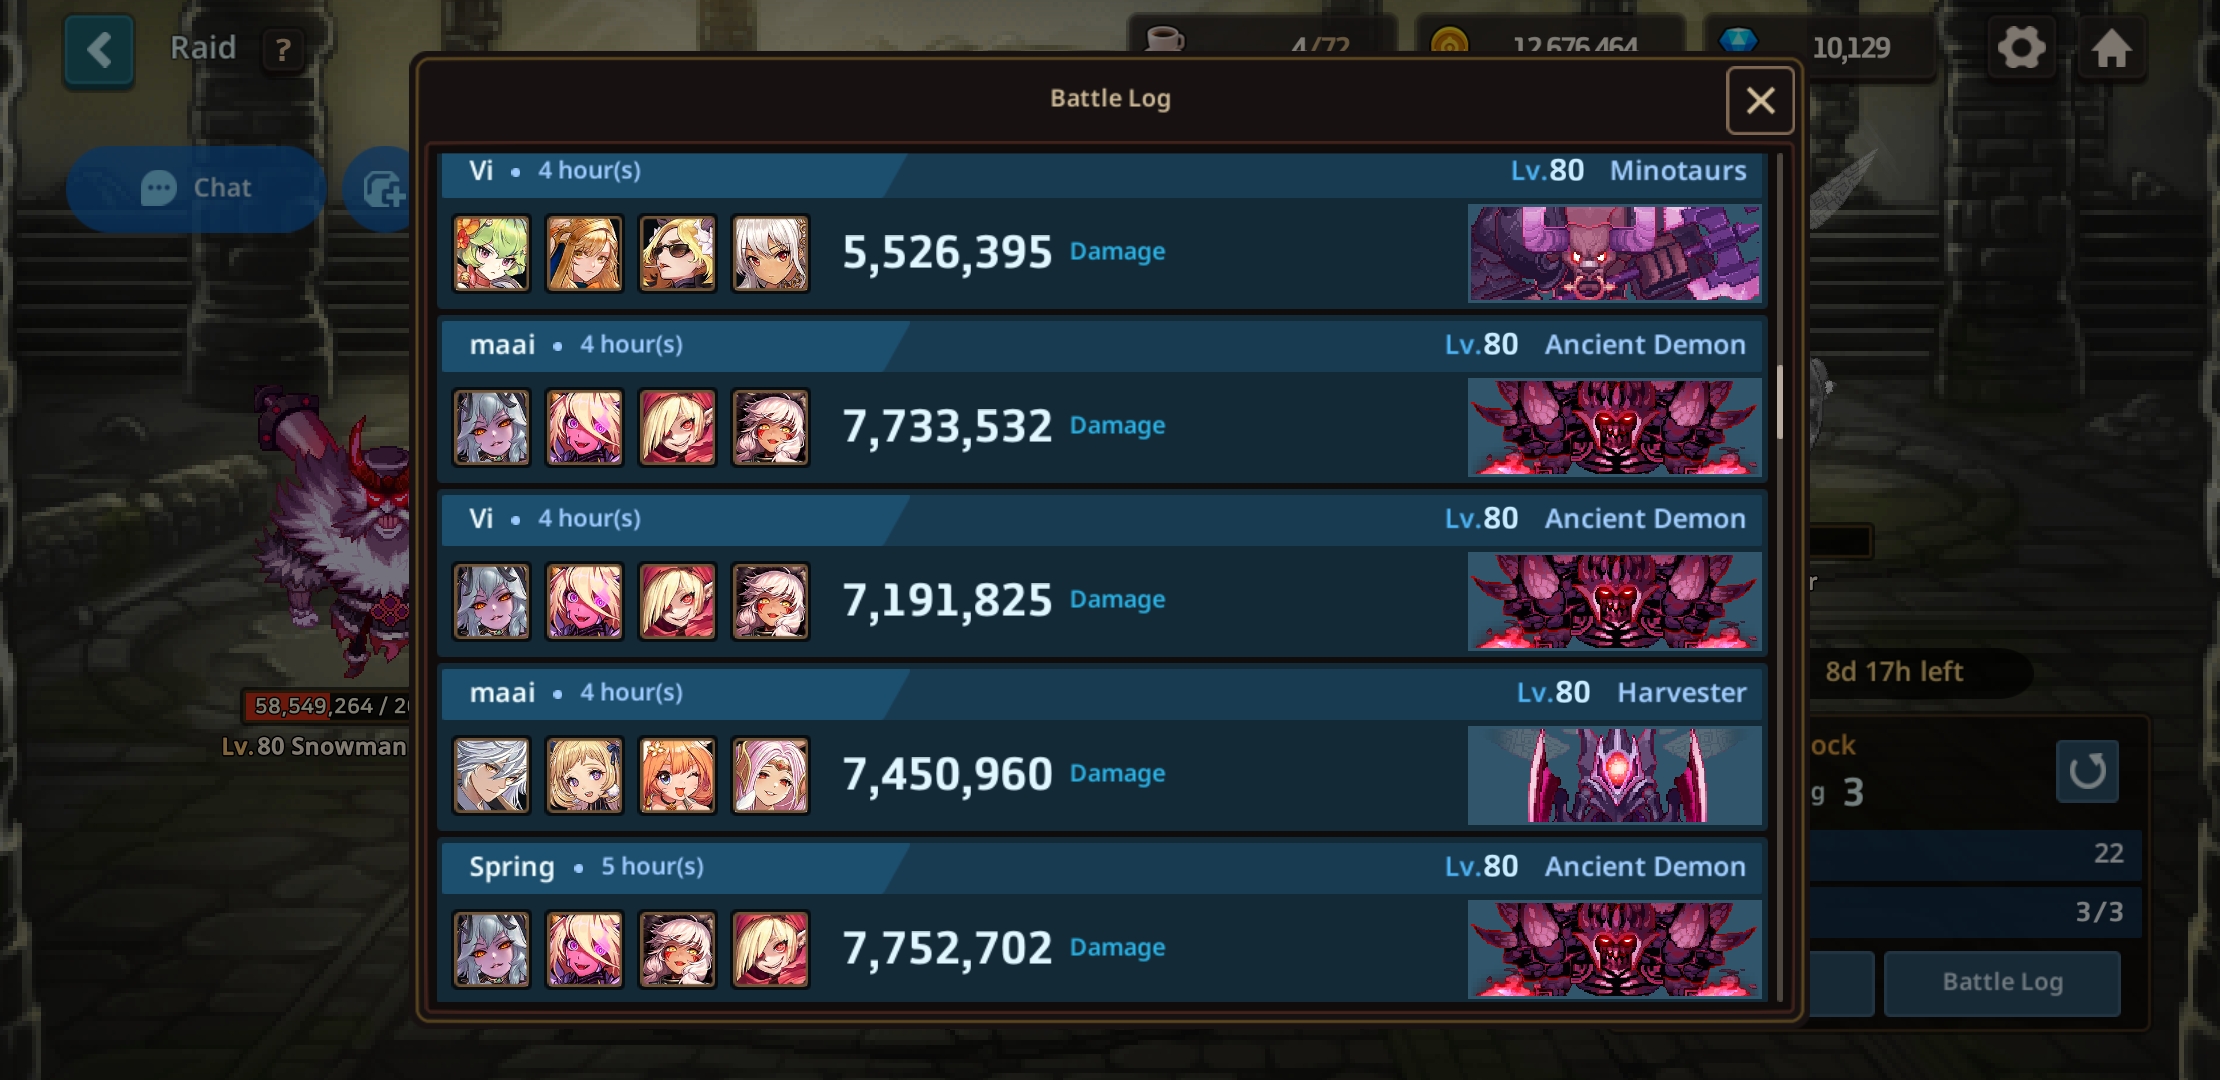 Raid ?
4/72
12,676,464
10,129
Battle Log
Chat
Vi • 4 hour(s)
Lv.80 Minotaurs
5,526,395 Damage
maai • 4 hour(s)
Lv.80 Ancient Demon
7,733,532 Damage
Vi • 4 hour(s)
Lv.80 Ancient Demon
7,191,825 Damage
maai • 4 hour(s)
Lv.80 Harvester
7,450,960 Damage
Spring • 5 hour(s)
Lv.80 Ancient Demon
7,752,702 Damage
58,549,264 / 2
Lv.80 Snowman
r
8d 17h left
ock
g 3
22
3/3
Battle Log